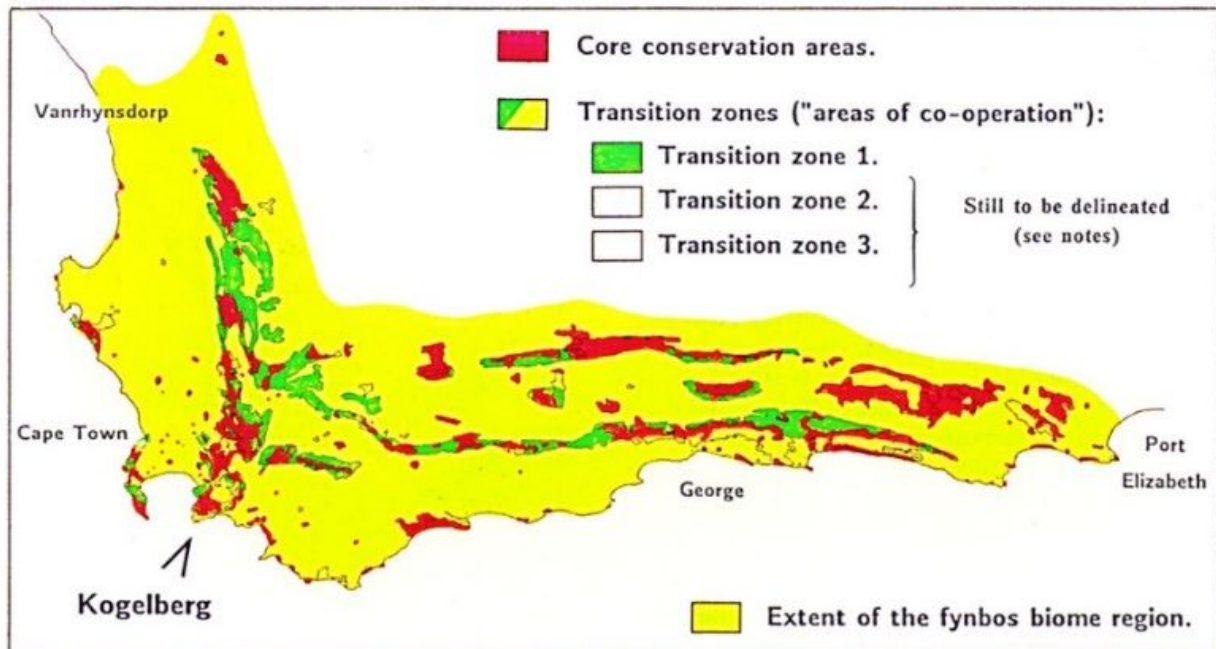 Core conservation areas.
Vanrhynsdorp
Transition zones ("areas of co-operation"):
Transition zone 1.
Transition zone 2.
Transition zone 3.
Still to be delineated
(see notes)
Cape Town
Port
Elizabeth
George
Kogelberg
Extent of the fynbos biome region.